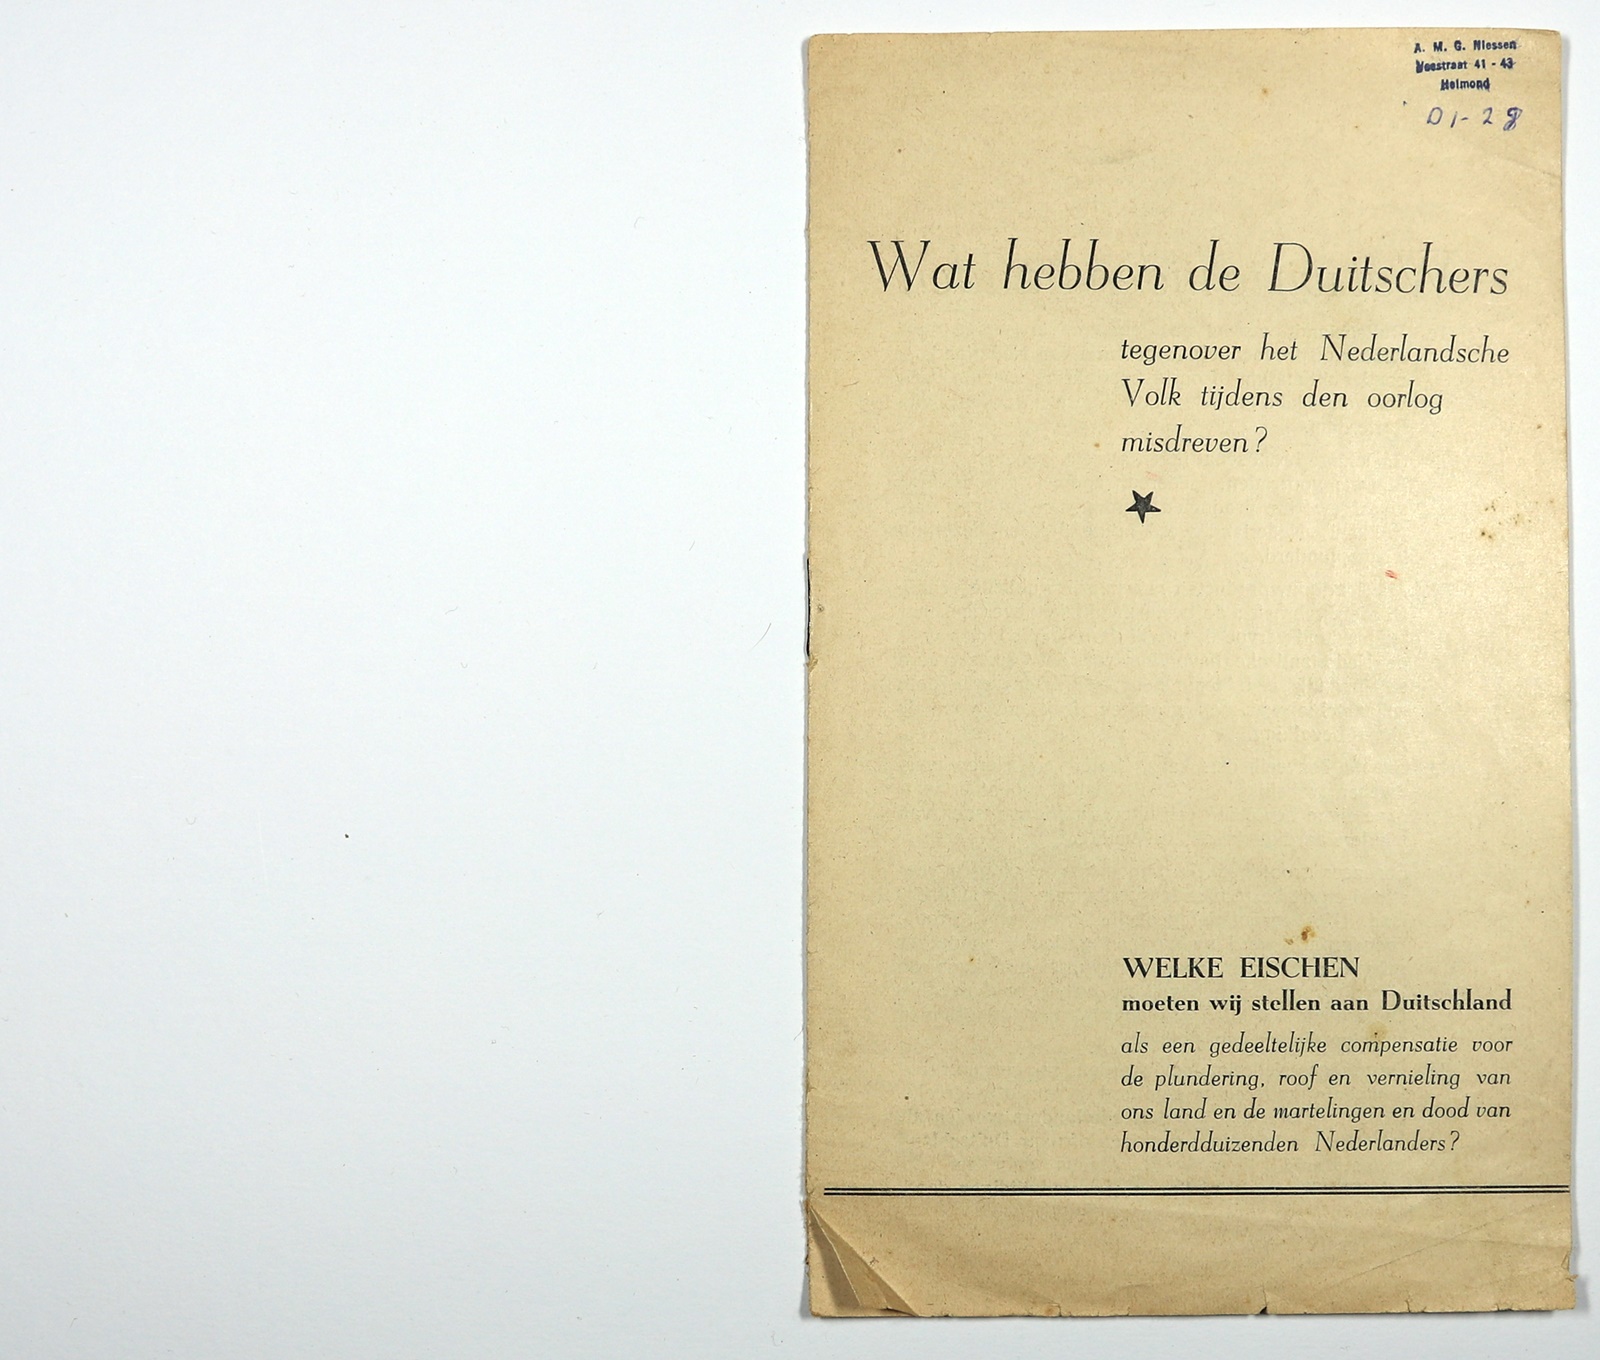 A. M. G. Niessen
Veestraat 41 - 43
Helmond
D1-28
Wat hebben de Duitschers
tegenover het Nederlandsche
Volk tijdens den oorlog
misdreven?
WELKE EISCHEN
moeten wij stellen aan Duitschland
als een gedeeltelijke compensatie voor
de plundering, roof en vernieling van
ons land en de martelingen en dood van
honderdduizenden Nederlanders?